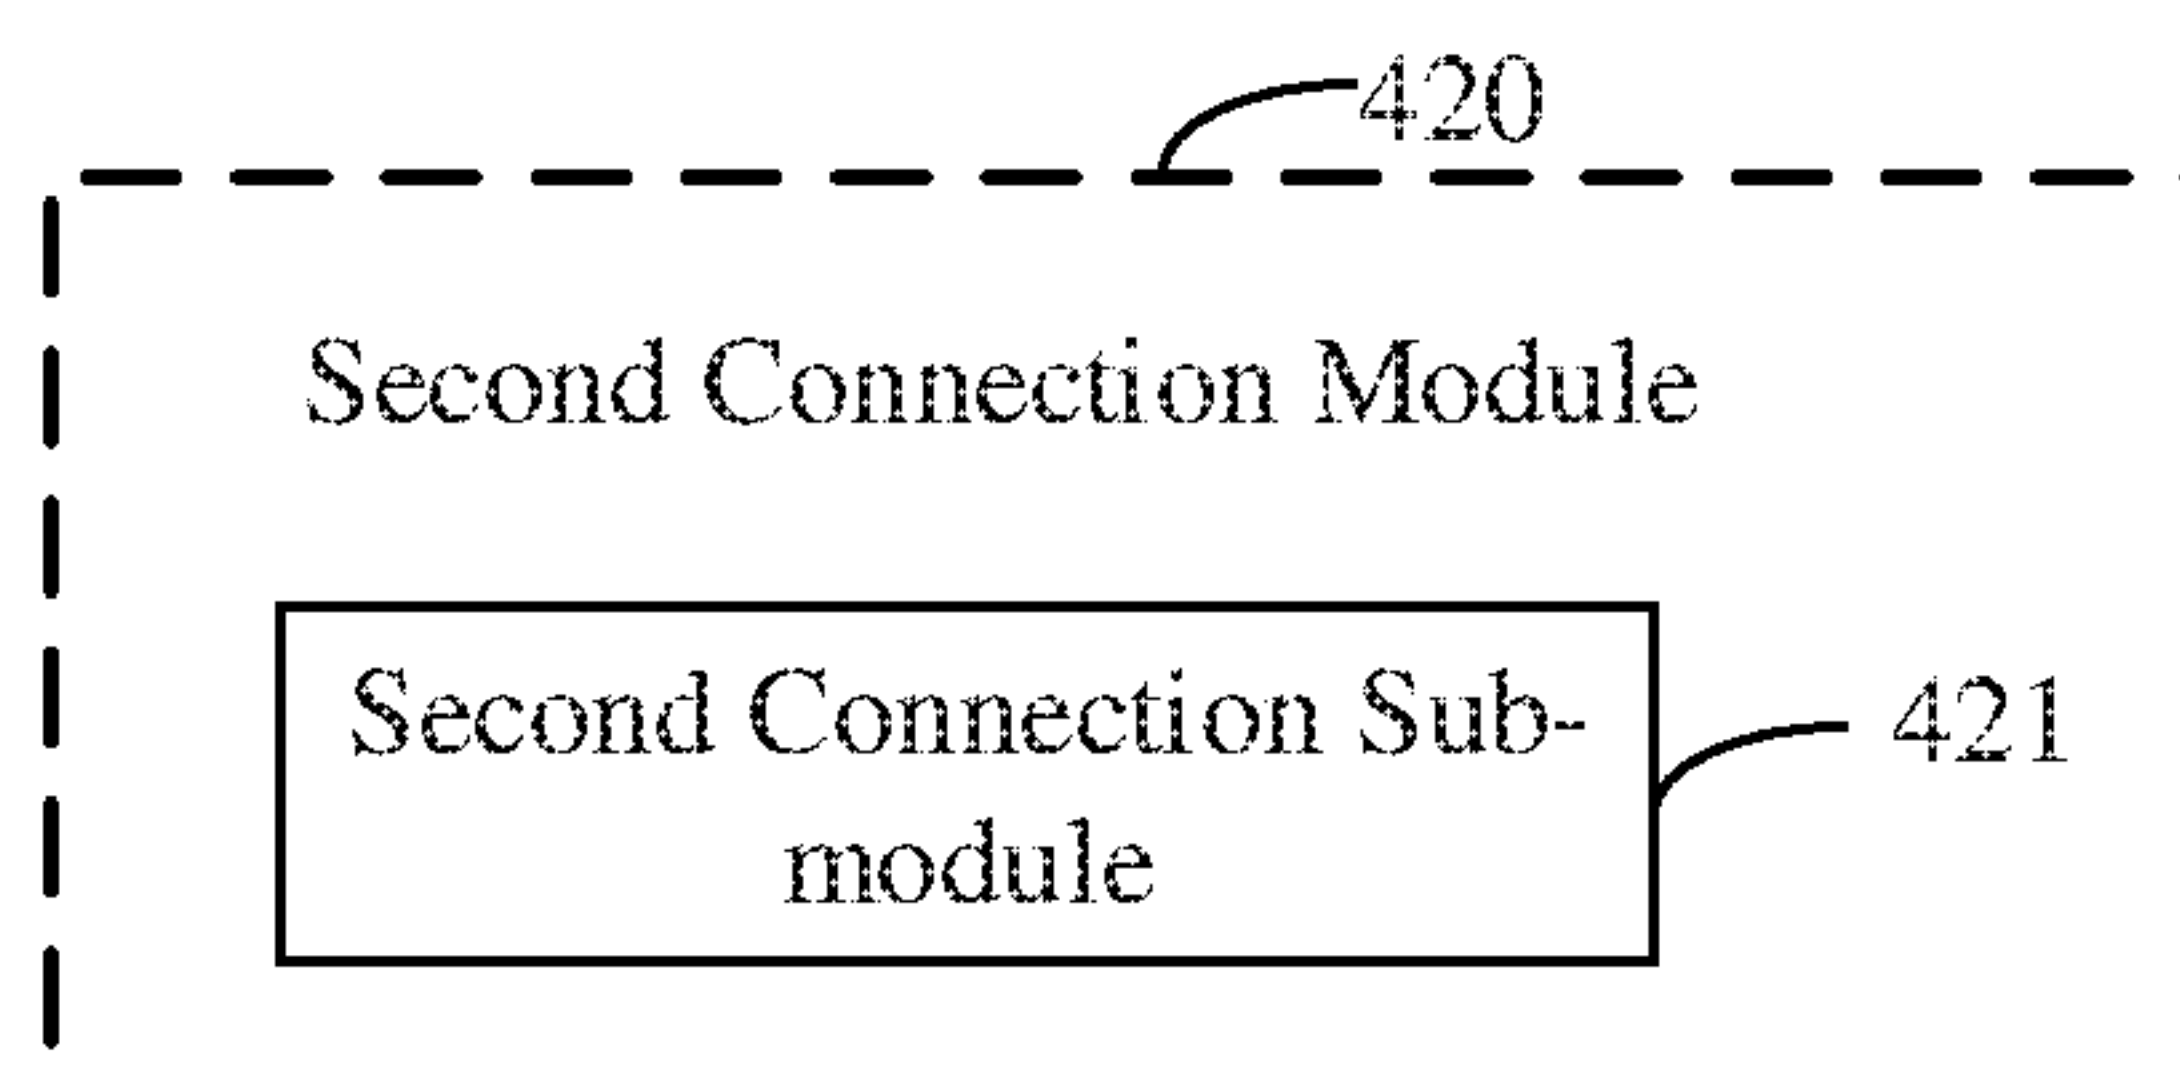 420
Second Connection Module
Second Connection Sub-
module
421